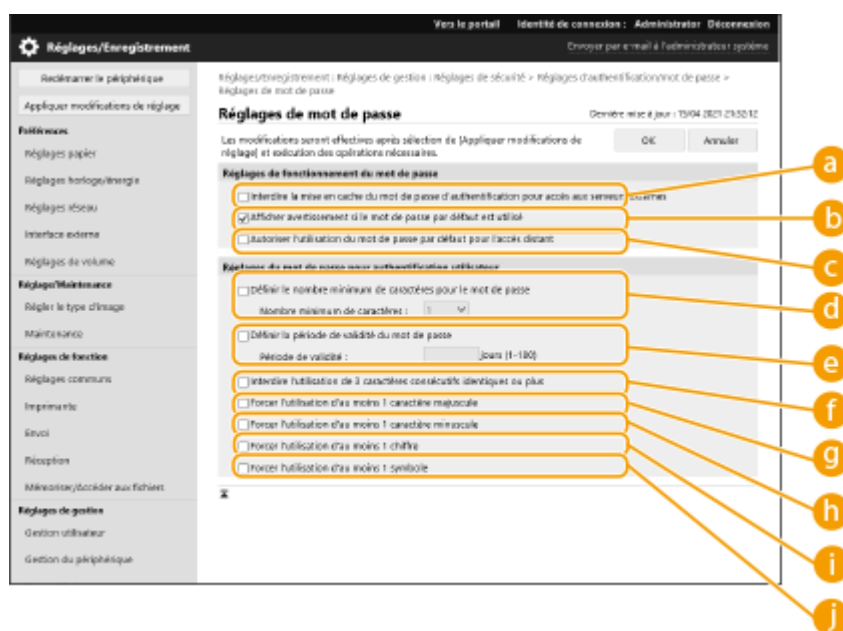 Vers le portail Identité de connexion : Administrator Déconnexion
Réglages/Enregistrement
Envoyer par e-mail à l'administrateur système
Redémarrer le périphérique
Appliquer modifications de réglage
Préférences
Réglages papier
Réglages horloge/énergie
Réglages réseau
Interface externe
Réglages de volume
Réglage/Maintenance
Régler le type d'image
Maintenance
Réglages de fonction
Réglages communs
Imprimante
Envoi
Réception
Mémoriser/Accéder aux fichiers
Réglages de gestion
Gestion utilisateur
Gestion du périphérique
Réglages/Enregistrement : Réglages de gestion : Réglages de sécurité > Réglages d'authentification/mot de passe >
Réglages de mot de passe
Réglages de mot de passe
Dernière mise à jour : 15/04 2021 21:32:12
Les modifications seront effectives après sélection de [Appliquer modifications de
réglage] et exécution des opérations nécessaires.
OK
Annuler
Réglages de fonctionnement du mot de passe
Interdire la mise en cache du mot de passe d'authentification pour accès aux serveurs externes
Afficher avertissement si le mot de passe par défaut est utilisé
Autoriser l'utilisation du mot de passe par défaut pour l'accès distant
Réglages du mot de passe pour authentification utilisateur
Définir le nombre minimum de caractères pour le mot de passe
Nombre minimum de caractères : 1
Définir la période de validité du mot de passe
Période de validité : jours (1-180)
Interdire l'utilisation de 3 caractères consécutifs identiques ou plus
Forcer l'utilisation d'au moins 1 caractère majuscule
Forcer l'utilisation d'au moins 1 caractère minuscule
Forcer l'utilisation d'au moins 1 chiffre
Forcer l'utilisation d'au moins 1 symbole
a
b
c
d
e
f
g
h
i
j